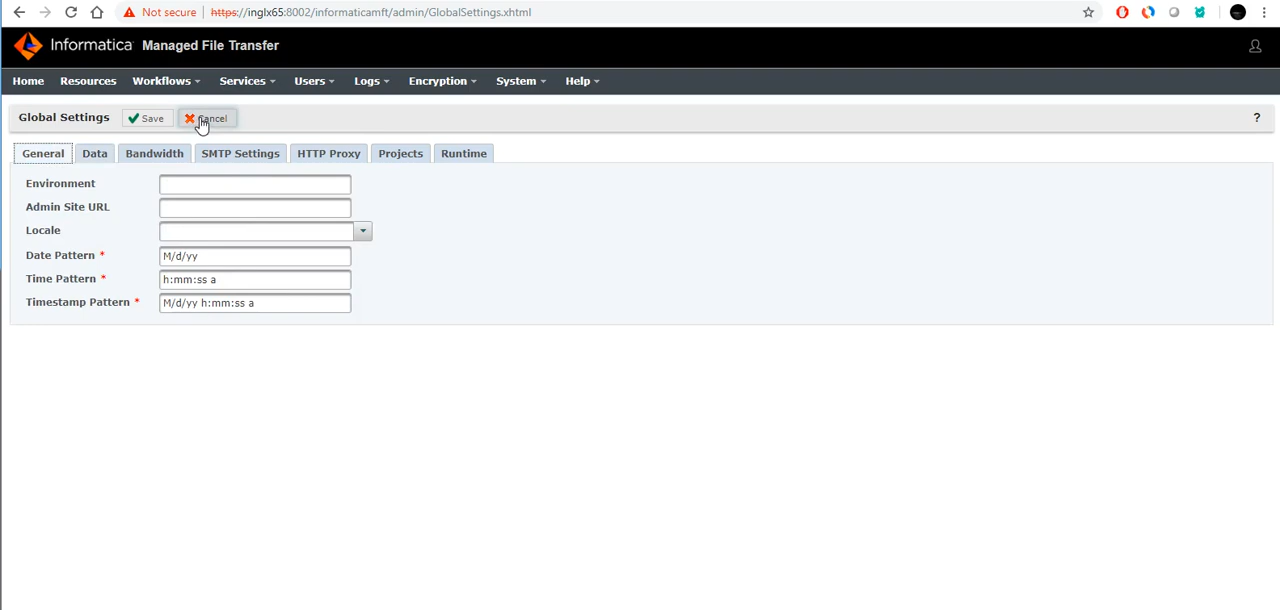 Not secure | https://inglx65:8002/informaticamft/admin/GlobalSettings.xhtml
Informatica Managed File Transfer
Home Resources Workflows Services Users Logs Encryption System Help
Global Settings Save Cancel ?
General Data Bandwidth SMTP Settings HTTP Proxy Projects Runtime
Environment
Admin Site URL
Locale
Date Pattern * M/d/yy
Time Pattern * h:mm:ss a
Timestamp Pattern * M/d/yy h:mm:ss a